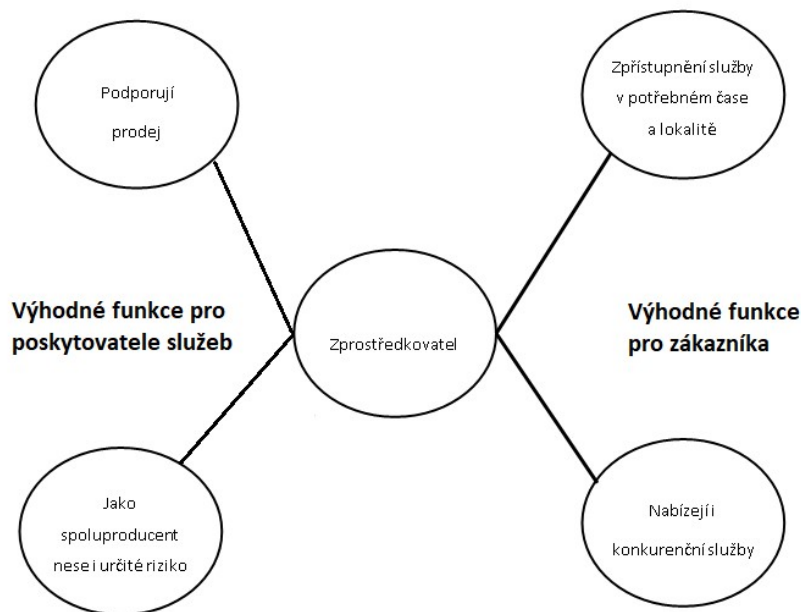 Podporují
prodej
Zpřístupnění služby
v potřebném čase
a lokalitě
Výhodné funkce pro
poskytovatele služeb
Zprostředkovatel
Výhodné funkce
pro zákazníka
Jako
spoluproducent
nese i určité riziko
Nabízejí i
konkurenční služby